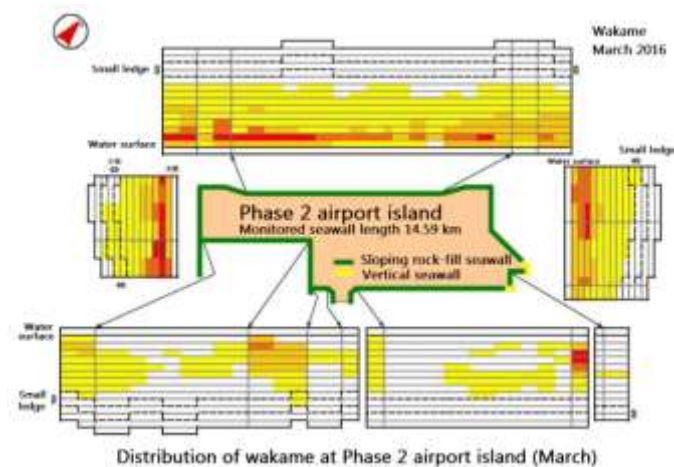 Wakame
March 2016
Small ledge
Water surface
Small ledge
Water surface
Phase 2 airport island
Monitored seawall length 14.59 km
Sloping rock-fill seawall
Vertical seawall
Water
surface
Small
ledge
Distribution of wakame at Phase 2 airport island (March)